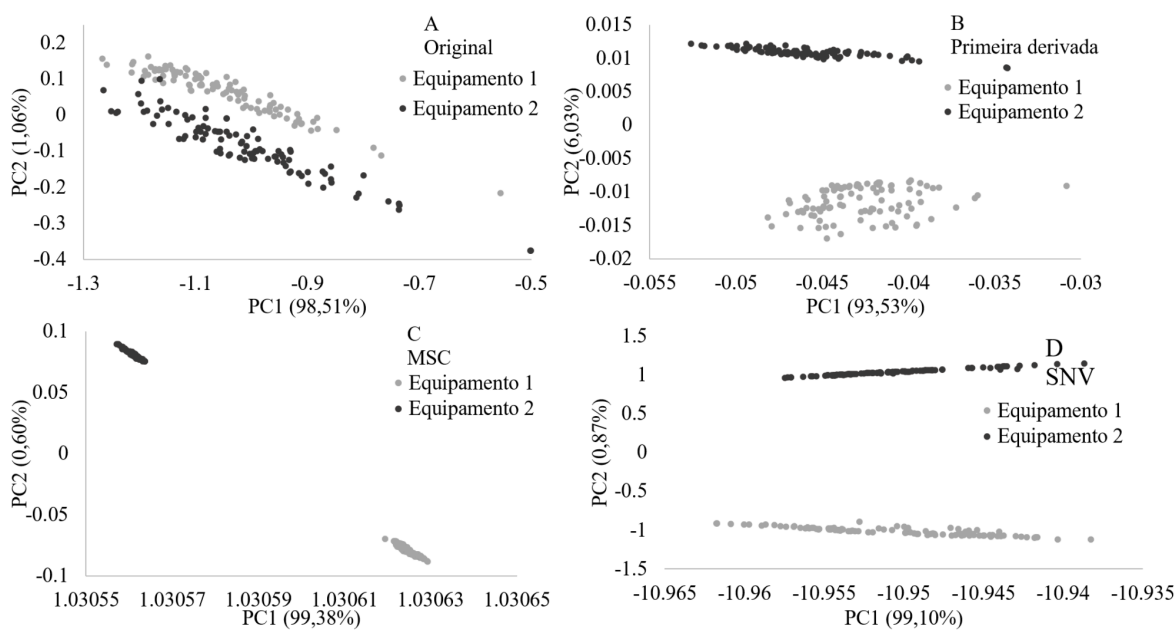 A
Original
Equipamento 1
Equipamento 2
0.2
0.1
0
-0.1
-0.2
-0.3
-0.4
PC2 (1,06%)
-1.3
-1.1
-0.9
-0.7
-0.5
PC1 (98,51%)
B
Primeira derivada
Equipamento 1
Equipamento 2
0.015
0.01
0.005
0
-0.005
-0.01
-0.015
-0.02
PC2 (6,03%)
-0.055
-0.05
-0.045
-0.04
-0.035
-0.03
PC1 (93,53%)
C
MSC
Equipamento 1
Equipamento 2
0.1
0.05
0
-0.05
-0.1
PC2 (0,60%)
1.03055
1.03057
1.03059
1.03061
1.03063
1.03065
PC1 (99,38%)
D
SNV
Equipamento 1
Equipamento 2
1.5
1
0.5
0
-0.5
-1
-1.5
PC2 (0,87%)
-10.965
-10.96
-10.955
-10.95
-10.945
-10.94
-10.935
PC1 (99,10%)